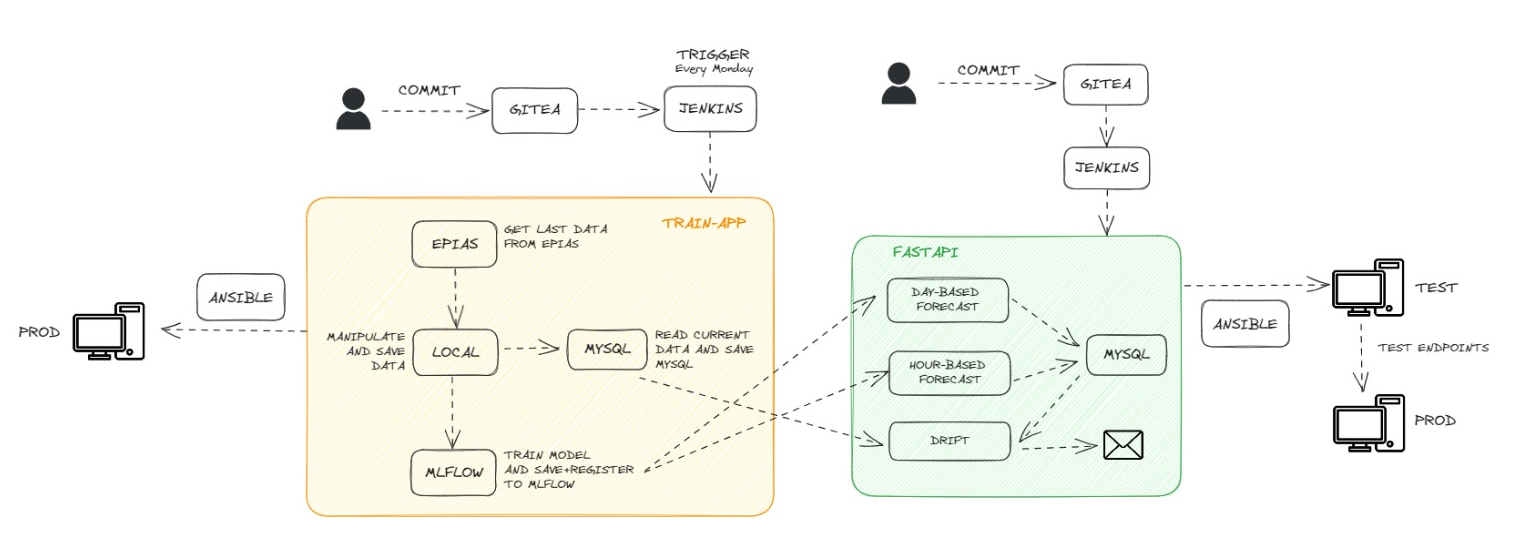 TRIGGER
Every Monday
COMMIT
GITEA
JENKINS
COMMIT
GITEA
JENKINS
TRAIN-APP
EPIAS
GET LAST DATA
FROM EPIAS
ANSIBLE
PROD
MANIPULATE
AND SAVE
DATA
LOCAL
MYSQL
READ CURRENT
DATA AND SAVE
MYSQL
MLFLOW
TRAIN MODEL
AND SAVE+REGISTER
TO MLFLOW
FASTAPI
DAY-BASED
FORECAST
HOUR-BASED
FORECAST
DRIFT
MYSQL
ANSIBLE
TEST
TEST ENDPOINTS
PROD